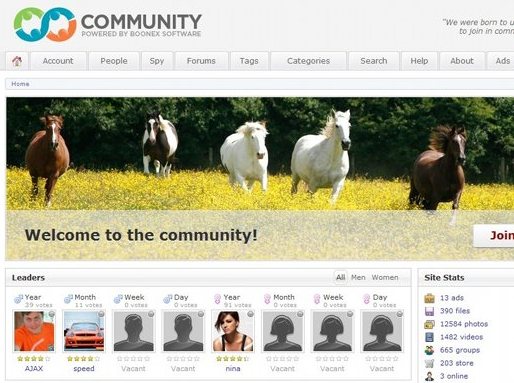 COMMUNITY
POWERED BY BOONEX SOFTWARE
"We were born to u
to join in comm
Account People Spy Forums Tags Categories Search Help About Ads
Home
Welcome to the community!
Join
Leaders
All Men Women
Year Month Week Day Year Month Week Day
39 votes 11 votes 0 votes 0 votes 91 votes 0 votes 0 votes 0 votes
AJAX speed Vacant Vacant nina Vacant Vacant Vacant
Site Stats
13 ads
390 files
12584 photos
1482 videos
665 groups
203 store
3 online